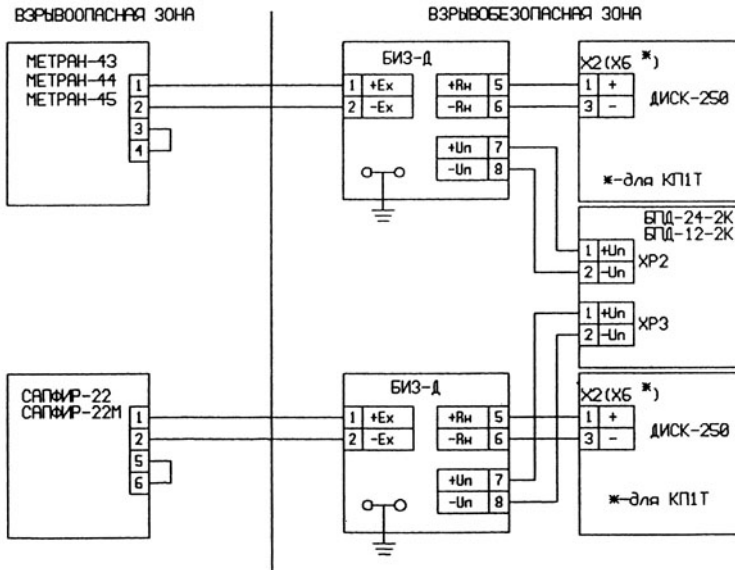 ВЗРЫВООПАСНАЯ ЗОНА
ВЗРЫВОБЕЗОПАСНАЯ ЗОНА
МЕТРАН-43
МЕТРАН-44
МЕТРАН-45
1
2
3
4
БИЗ-Д
1 +Ex
2 -Ex
+Rн 5
-Rн 6
+Uп 7
-Uп 8
X2(X6 *)
1 +
3 -
ДИСК-250
*-для КП1Т
БПД-24-2К
БПД-12-2К
1 +Uп
2 -Uп
XP2
1 +Uп
2 -Uп
XP3
САПФИР-22
САПФИР-22М
1
2
5
6
БИЗ-Д
1 +Ex
2 -Ex
+Rн 5
-Rн 6
+Uп 7
-Uп 8
X2(X6 *)
1 +
3 -
ДИСК-250
*-для КП1Т